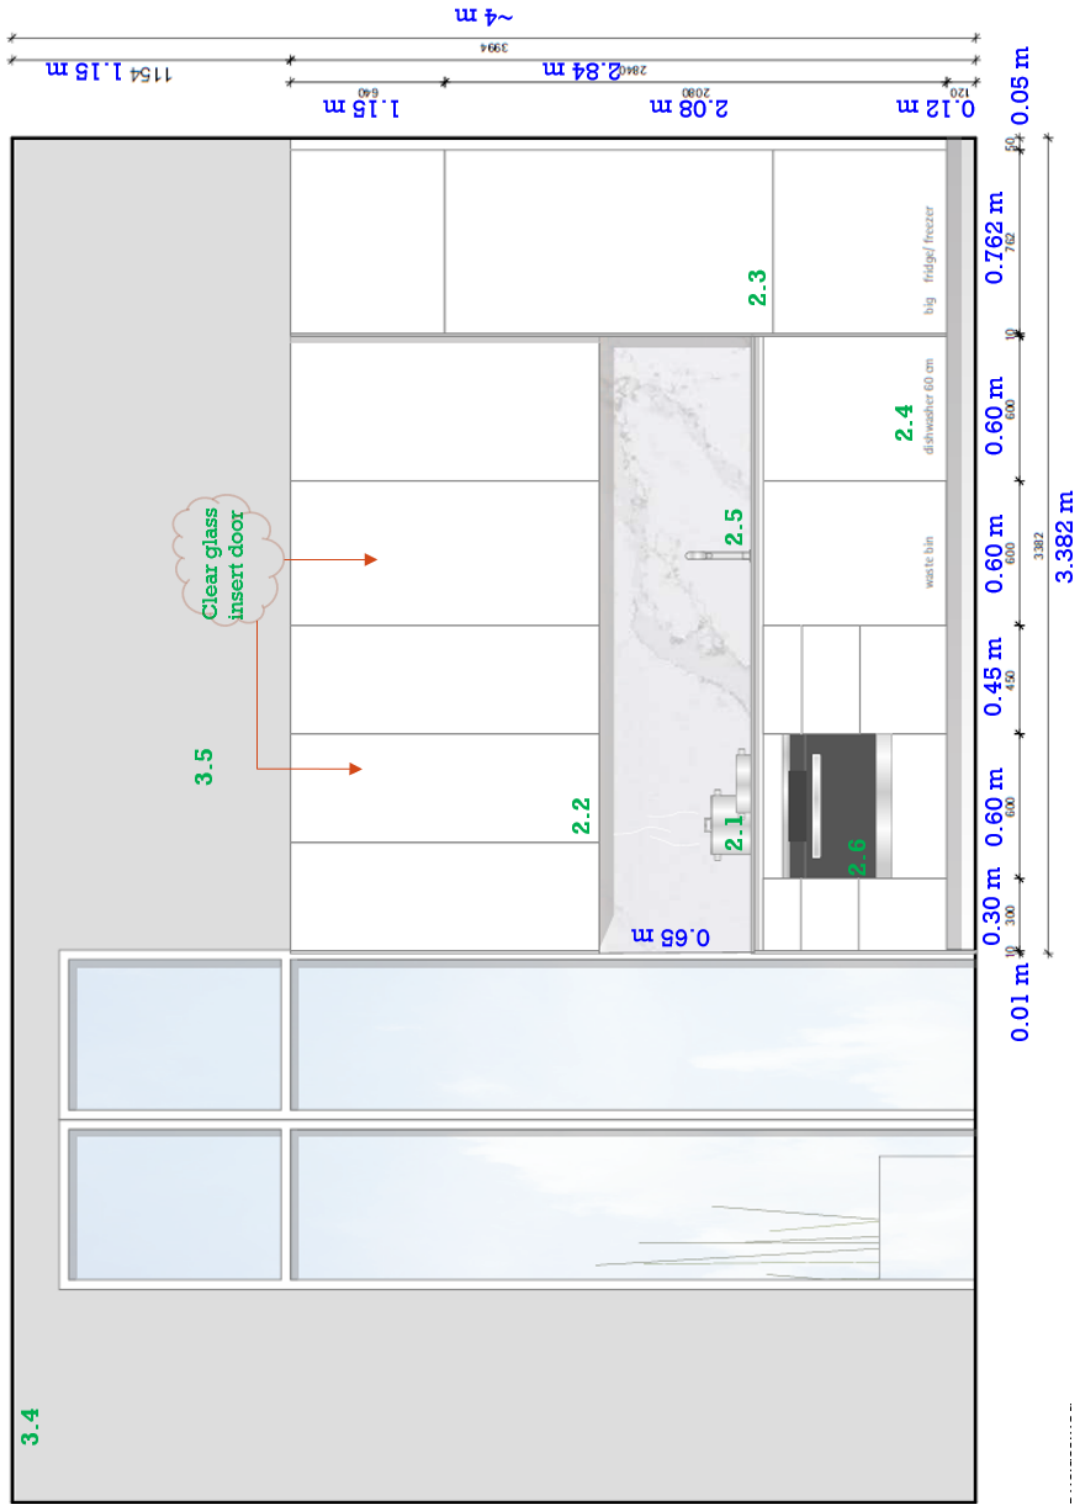 ~4 m
3994
1154
1.15 m
2840
2.84 m
640
1.15 m
2080
2.08 m
120
0.12 m
3.4
3.5
Clear glass
insert door
2.2
2.3
2.1
2.5
2.6
2.4
0.65 m
waste bin
dishwasher 60 cm
big fridge/ freezer
0.01 m
10
0.30 m
300
0.60 m
600
0.45 m
450
0.60 m
600
0.60 m
600
10
0.762 m
762
50
0.05 m
3382
3.382 m